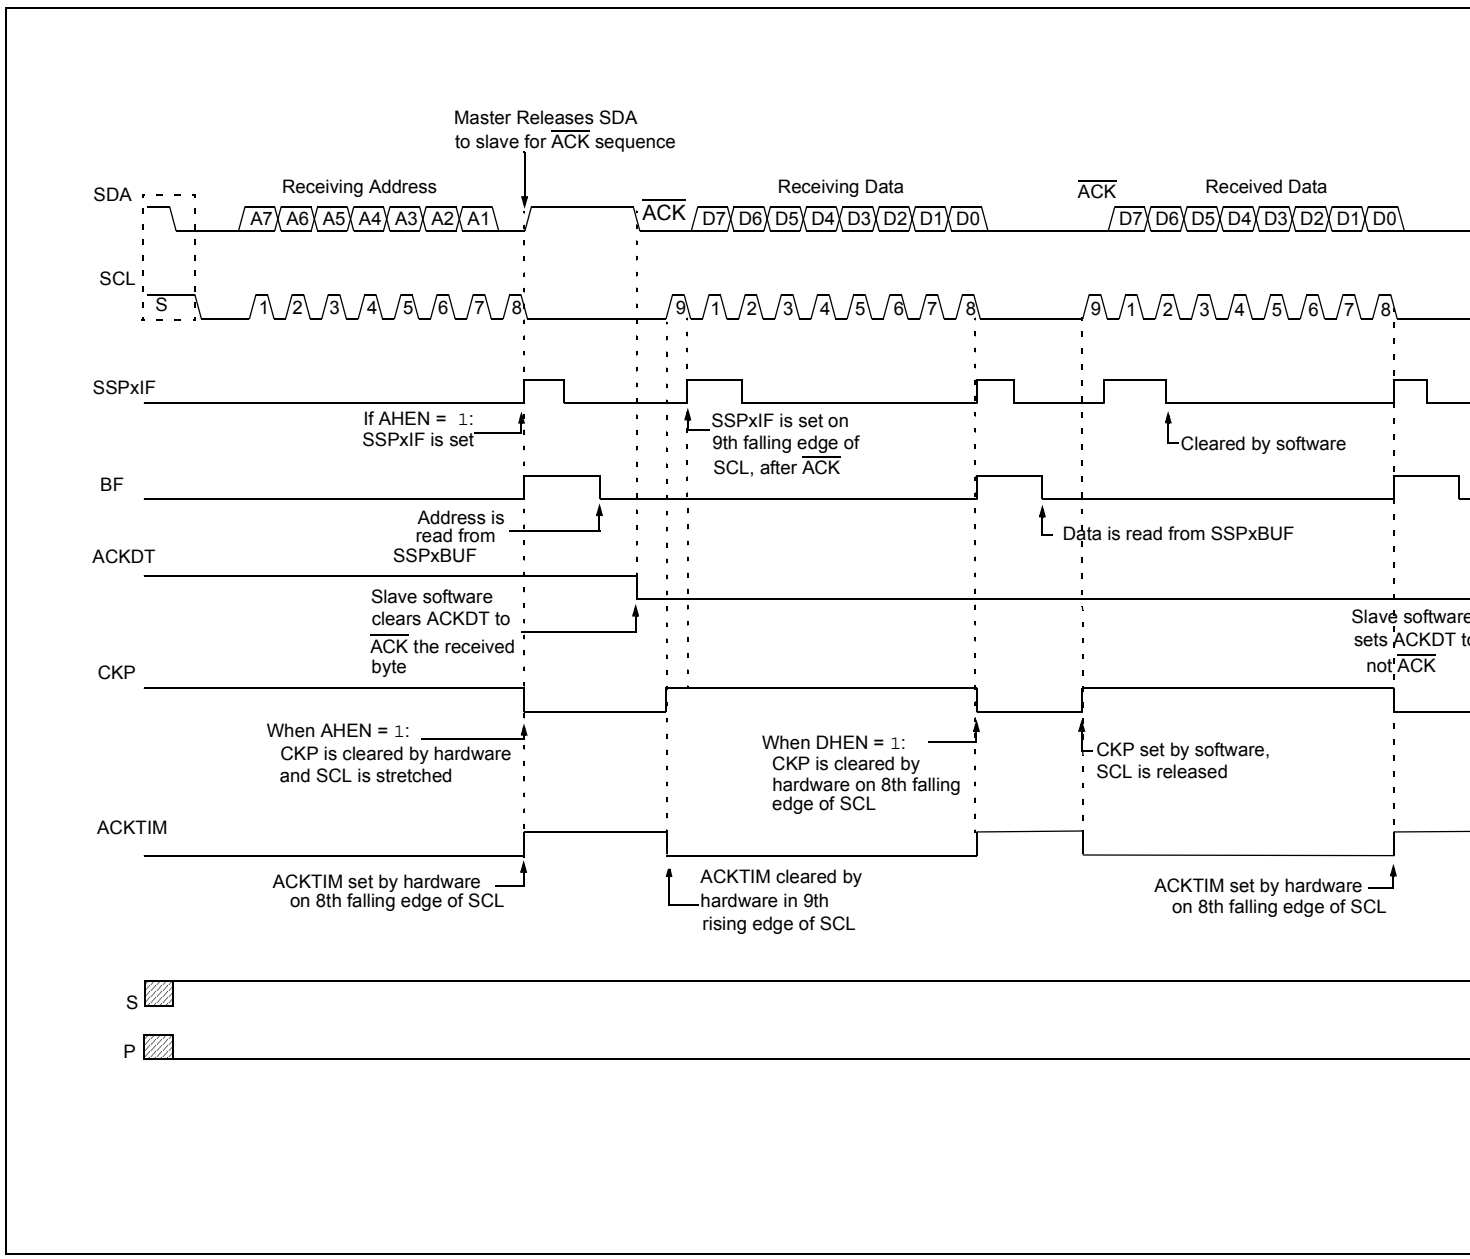 Master Releases SDA
to slave for ACK sequence
SDA
Receiving Address
ACK
Receiving Data
ACK
Received Data
A7 A6 A5 A4 A3 A2 A1
D7 D6 D5 D4 D3 D2 D1 D0
D7 D6 D5 D4 D3 D2 D1 D0
SCL
S
1 2 3 4 5 6 7 8
9 1 2 3 4 5 6 7 8
9 1 2 3 4 5 6 7 8
SSPxIF
If AHEN = 1:
SSPxIF is set
SSPxIF is set on
9th falling edge of
SCL, after ACK
Cleared by software
BF
Address is
read from
SSPxBUF
Data is read from SSPxBUF
ACKDT
Slave software
clears ACKDT to
ACK the received
byte
Slave software
sets ACKDT to
not ACK
CKP
When AHEN = 1:
CKP is cleared by hardware
and SCL is stretched
When DHEN = 1:
CKP is cleared by
hardware on 8th falling
edge of SCL
CKP set by software,
SCL is released
ACKTIM
ACKTIM set by hardware
on 8th falling edge of SCL
ACKTIM cleared by
hardware in 9th
rising edge of SCL
ACKTIM set by hardware
on 8th falling edge of SCL
S
P